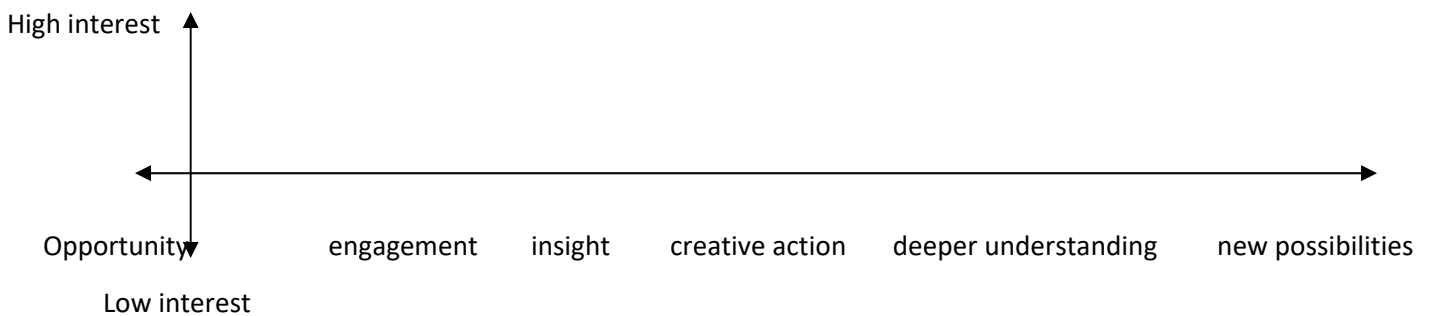 High interest
Opportunity engagement insight creative action deeper understanding new possibilities
Low interest